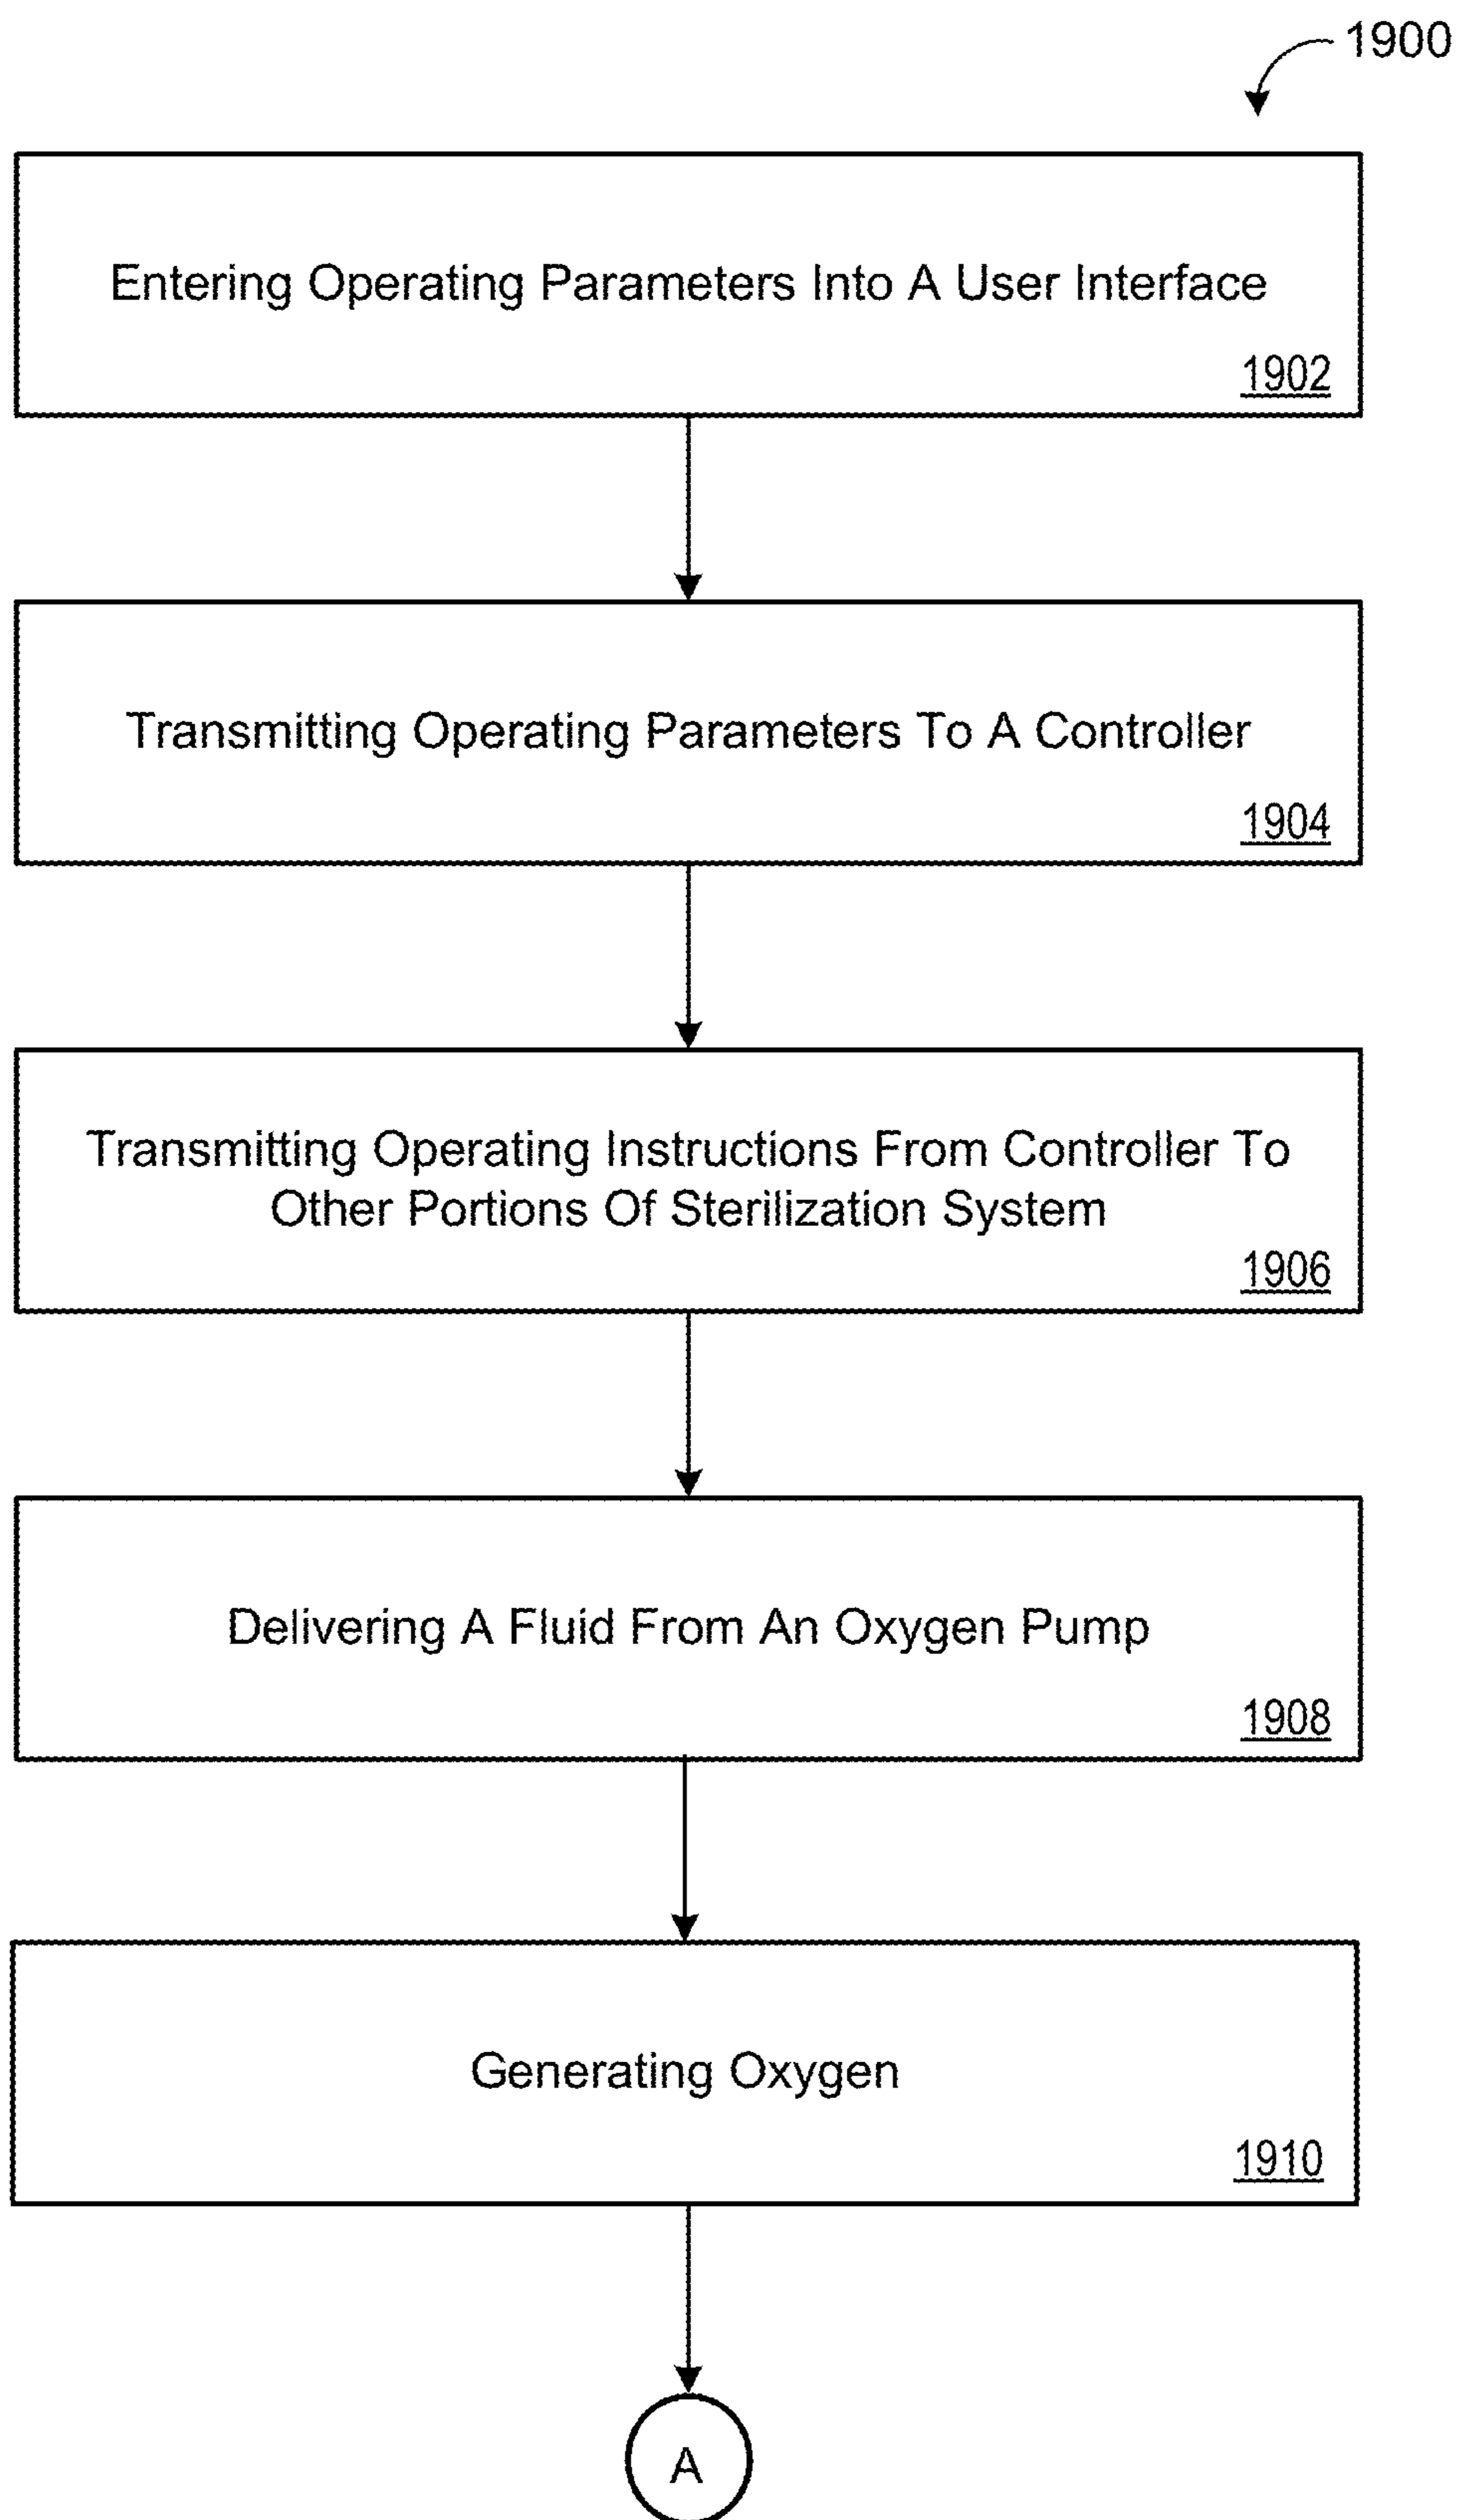 1900
Entering Operating Parameters Into A User Interface
1902
Transmitting Operating Parameters To A Controller
1904
Transmitting Operating Instructions From Controller To
Other Portions Of Sterilization System
1906
Delivering A Fluid From An Oxygen Pump
1908
Generating Oxygen
1910
A